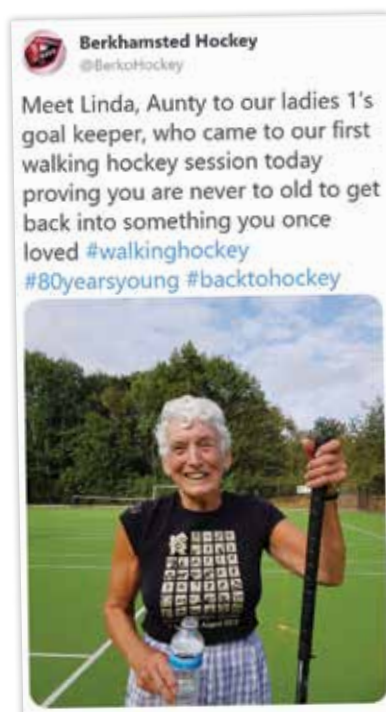 Berkhamsted Hockey
@BerkoHockey
Meet Linda, Aunty to our ladies 1's
goal keeper, who came to our first
walking hockey session today
proving you are never to old to get
back into something you once
loved #walkinghockey
#80yearsyoung #backtohockey
August